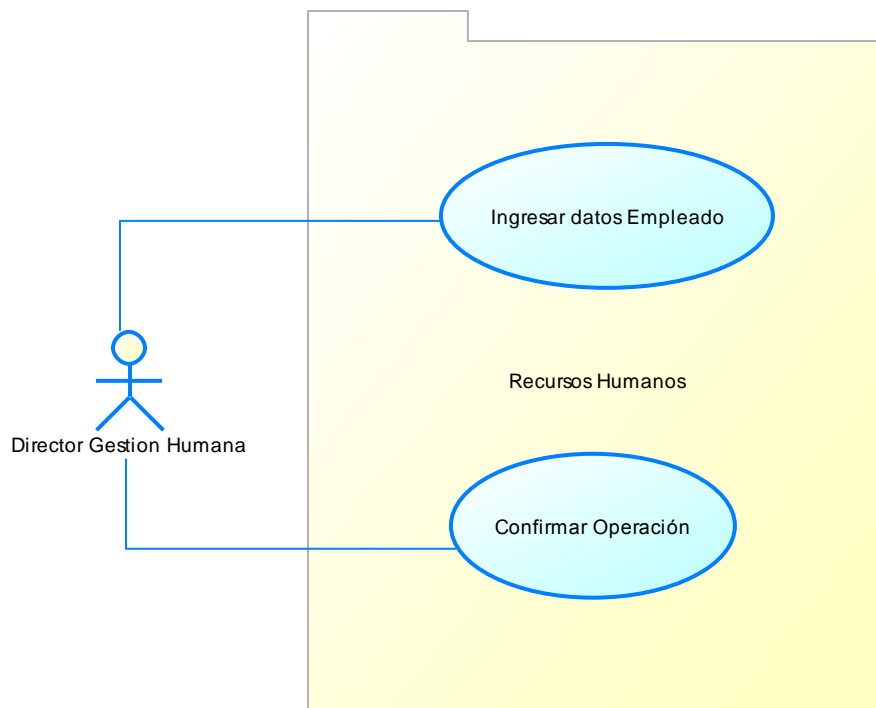 Ingresar datos Empleado
Recursos Humanos
Director Gestion Humana
Confirmar Operación